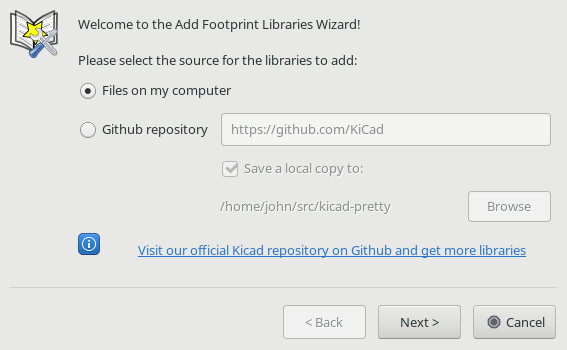 Welcome to the Add Footprint Libraries Wizard!
Please select the source for the libraries to add:
Files on my computer
Github repository https://github.com/KiCad
Save a local copy to:
/home/john/src/kicad-pretty Browse
Visit our official Kicad repository on Github and get more libraries
< Back Next > Cancel